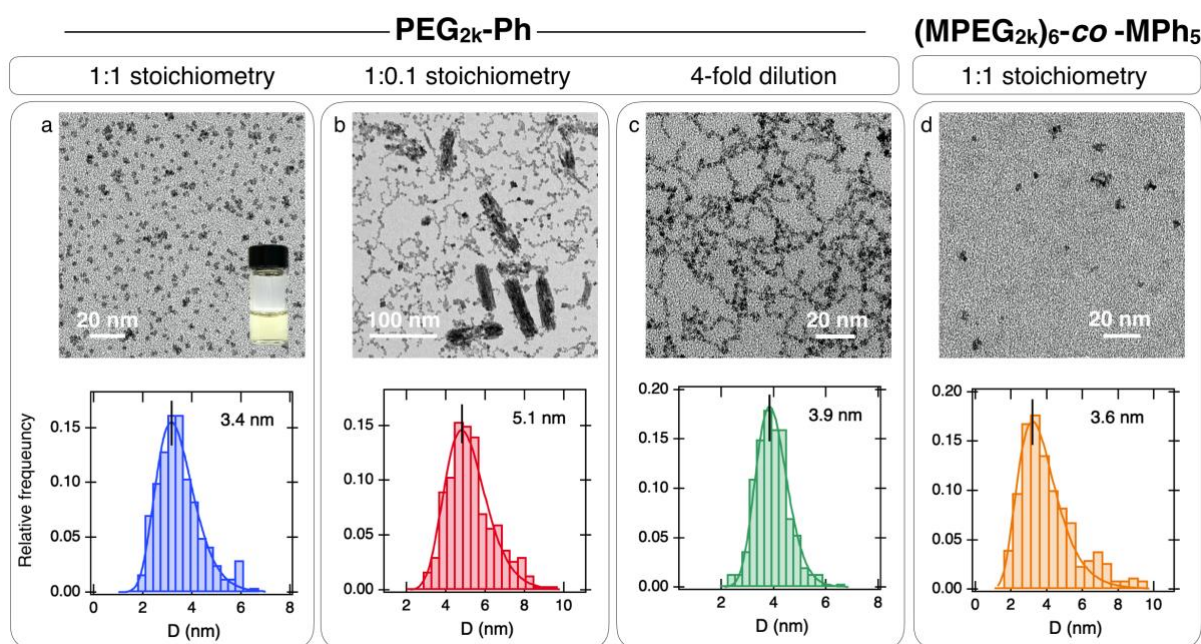 PEG2k-Ph
(MPEG2k)6-co -MPh5
1:1 stoichiometry
1:0.1 stoichiometry
4-fold dilution
1:1 stoichiometry
a
20 nm
b
100 nm
c
20 nm
d
20 nm
Relative frequeuncy
0.15
0.10
0.05
0.00
3.4 nm
0 2 4 6 8
D (nm)
0.15
0.10
0.05
0.00
5.1 nm
2 4 6 8 10
D (nm)
0.20
0.15
0.10
0.05
0.00
3.9 nm
0 2 4 6 8
D (nm)
0.20
0.15
0.10
0.05
0.00
3.6 nm
0 2 4 6 8 10
D (nm)